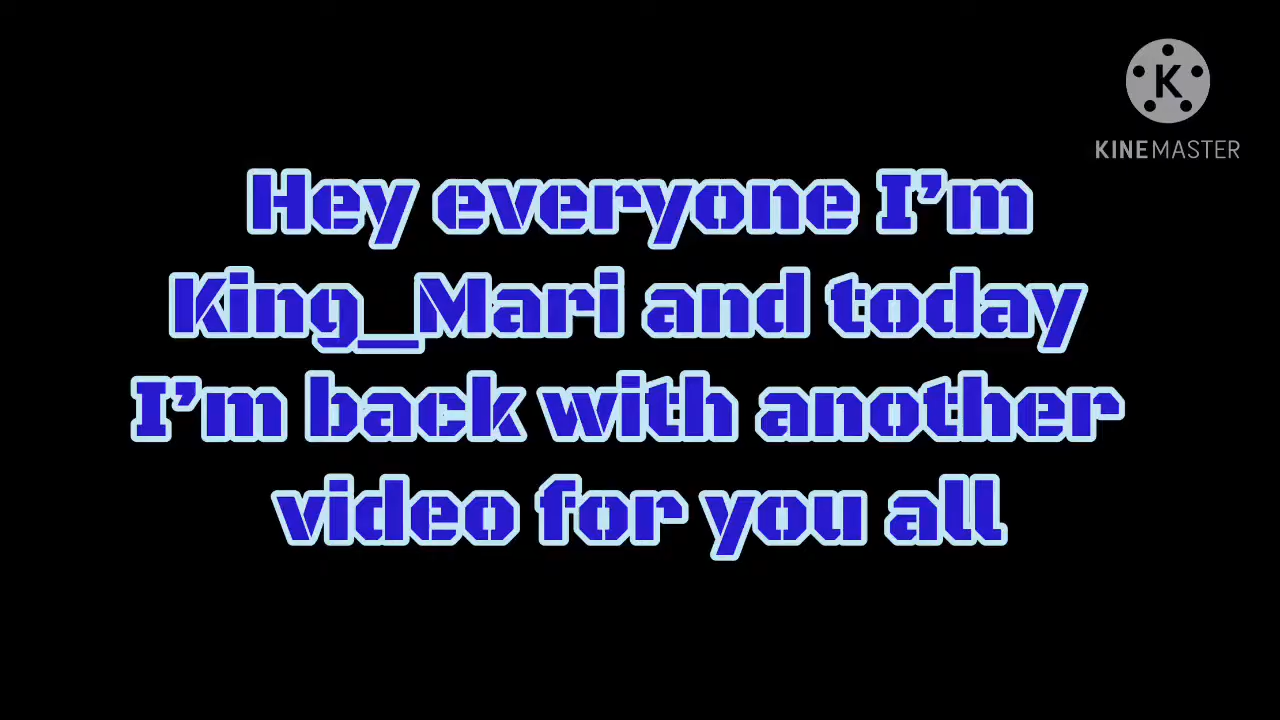 K
KINEMASTER
Hey everyone I’m
King_Mari and today
I’m back with another
video for you all